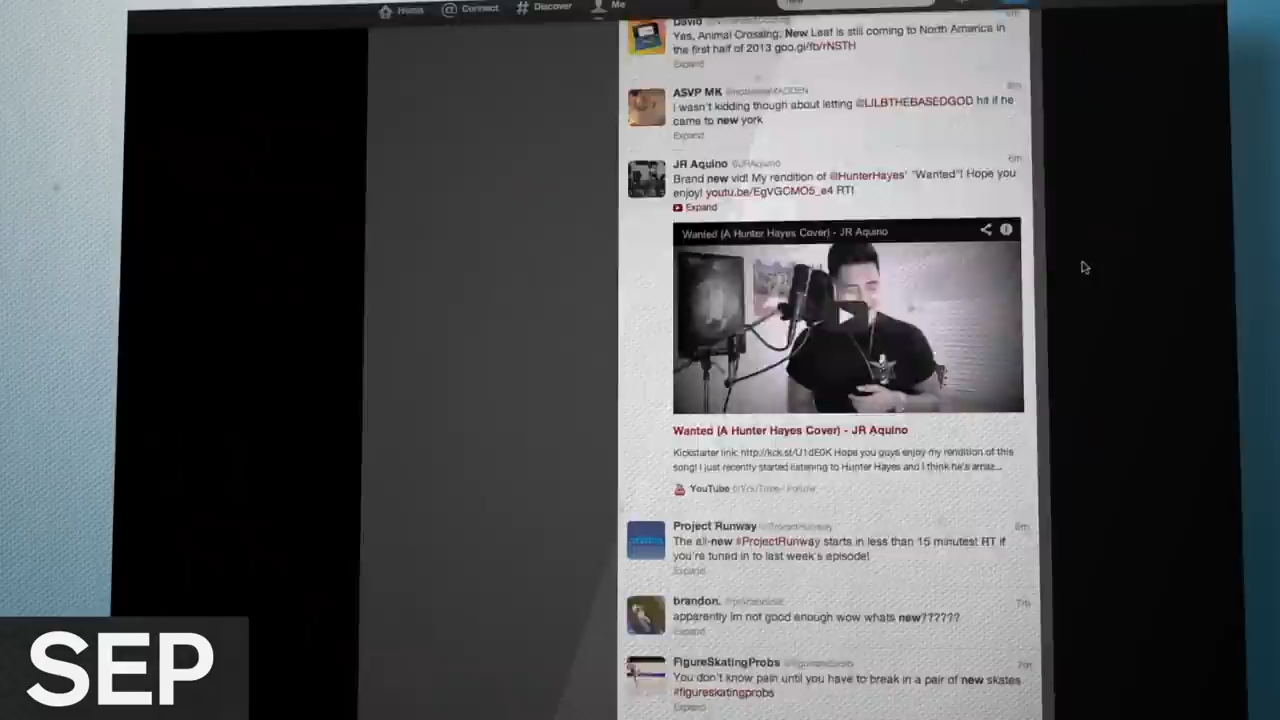 Home Connect Discover Me
new
David
Yes, Animal Crossing: New Leaf is still coming to North America in
the first half of 2013 goo.gl/fb/rNSTH
Expand
ASVP MK
I wasn't kidding though about letting @LILBTHEBASEDGOD hit if he
came to new york
Expand
JR Aquino @JRAquino 6m
Brand new vid! My rendition of @HunterHayes' "Wanted"! Hope you
enjoy! youtu.be/EgVGCMO5_e4 RT!
Expand
Wanted (A Hunter Hayes Cover) - JR Aquino
Wanted (A Hunter Hayes Cover) - JR Aquino
Kickstarter link: http://kck.st/U1dE0K Hope you guys enjoy my rendition of this
song! I just recently started listening to Hunter Hayes and I think he's amaz...
YouTube @YouTube · Follow
Project Runway @ProjectRunway 6m
The all-new #ProjectRunway starts in less than 15 minutes! RT if
you're tuned in to last week's episode!
Expand
brandon. 7m
apparently im not good enough wow whats new??????
Expand
FigureSkatingProbs 7m
You don't know pain until you have to break in a pair of new skates
#figureskatingprobs
Expand
SEP